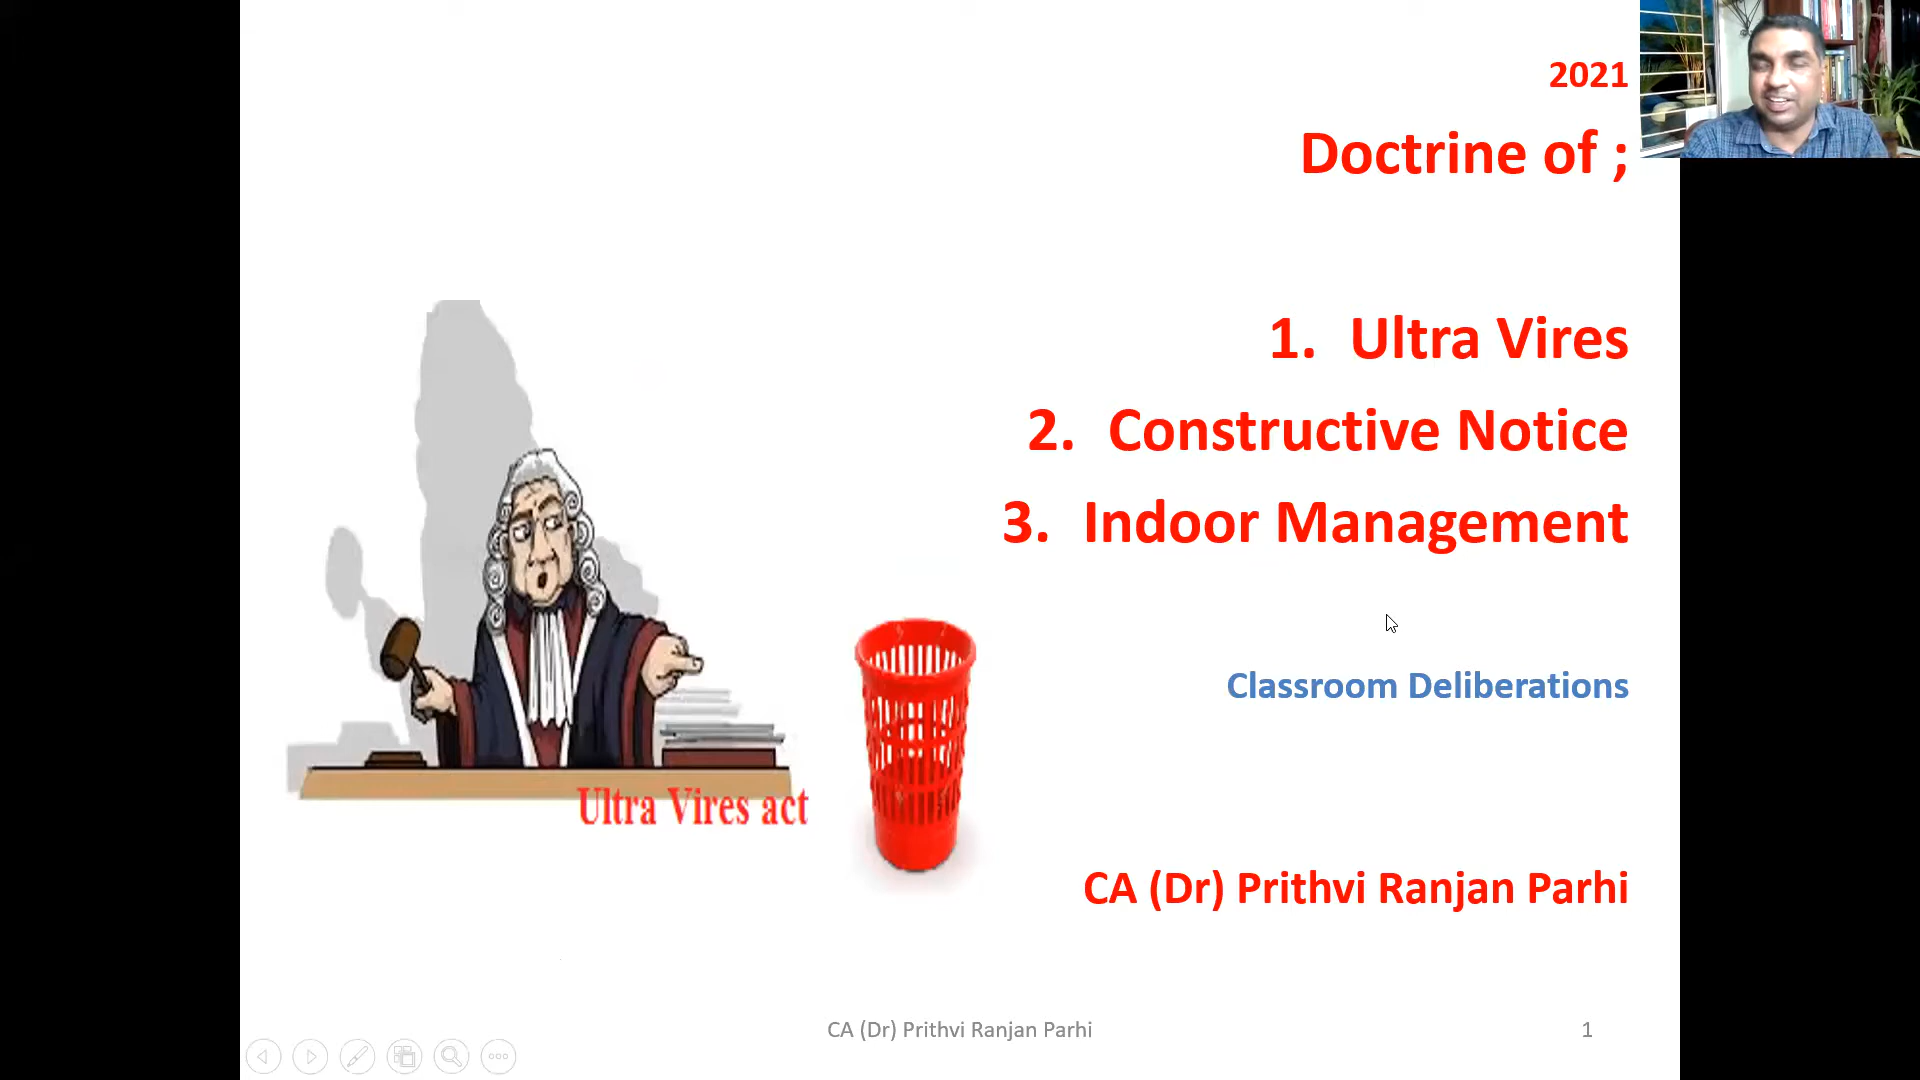 2021
Doctrine of ;
1. Ultra Vires
2. Constructive Notice
3. Indoor Management
Classroom Deliberations
Ultra Vires act
CA (Dr) Prithvi Ranjan Parhi
CA (Dr) Prithvi Ranjan Parhi
1